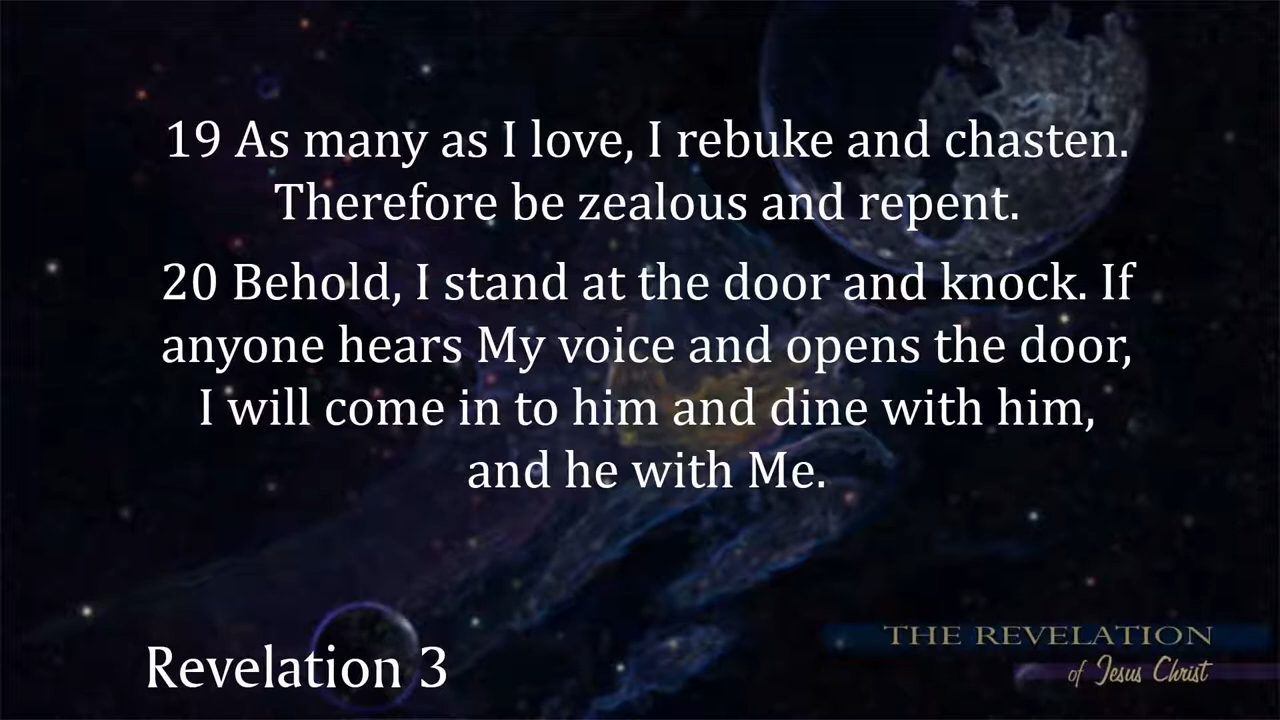 19 As many as I love, I rebuke and chasten.
Therefore be zealous and repent.
20 Behold, I stand at the door and knock. If
anyone hears My voice and opens the door,
I will come in to him and dine with him,
and he with Me.
Revelation 3
THE REVELATION
of Jesus Christ